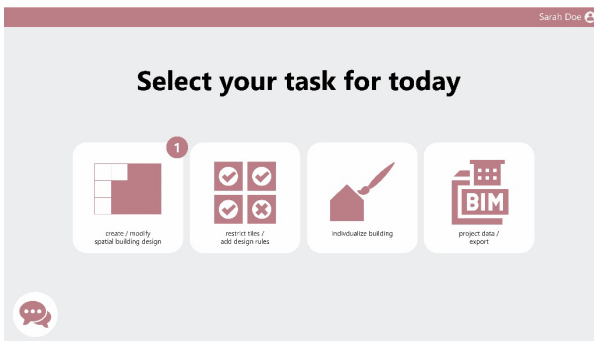 Sarah Doe
Select your task for today
1
create / modify
spatial building design
restrict tiles /
add design rules
indivdualize building
BIM
project data /
export